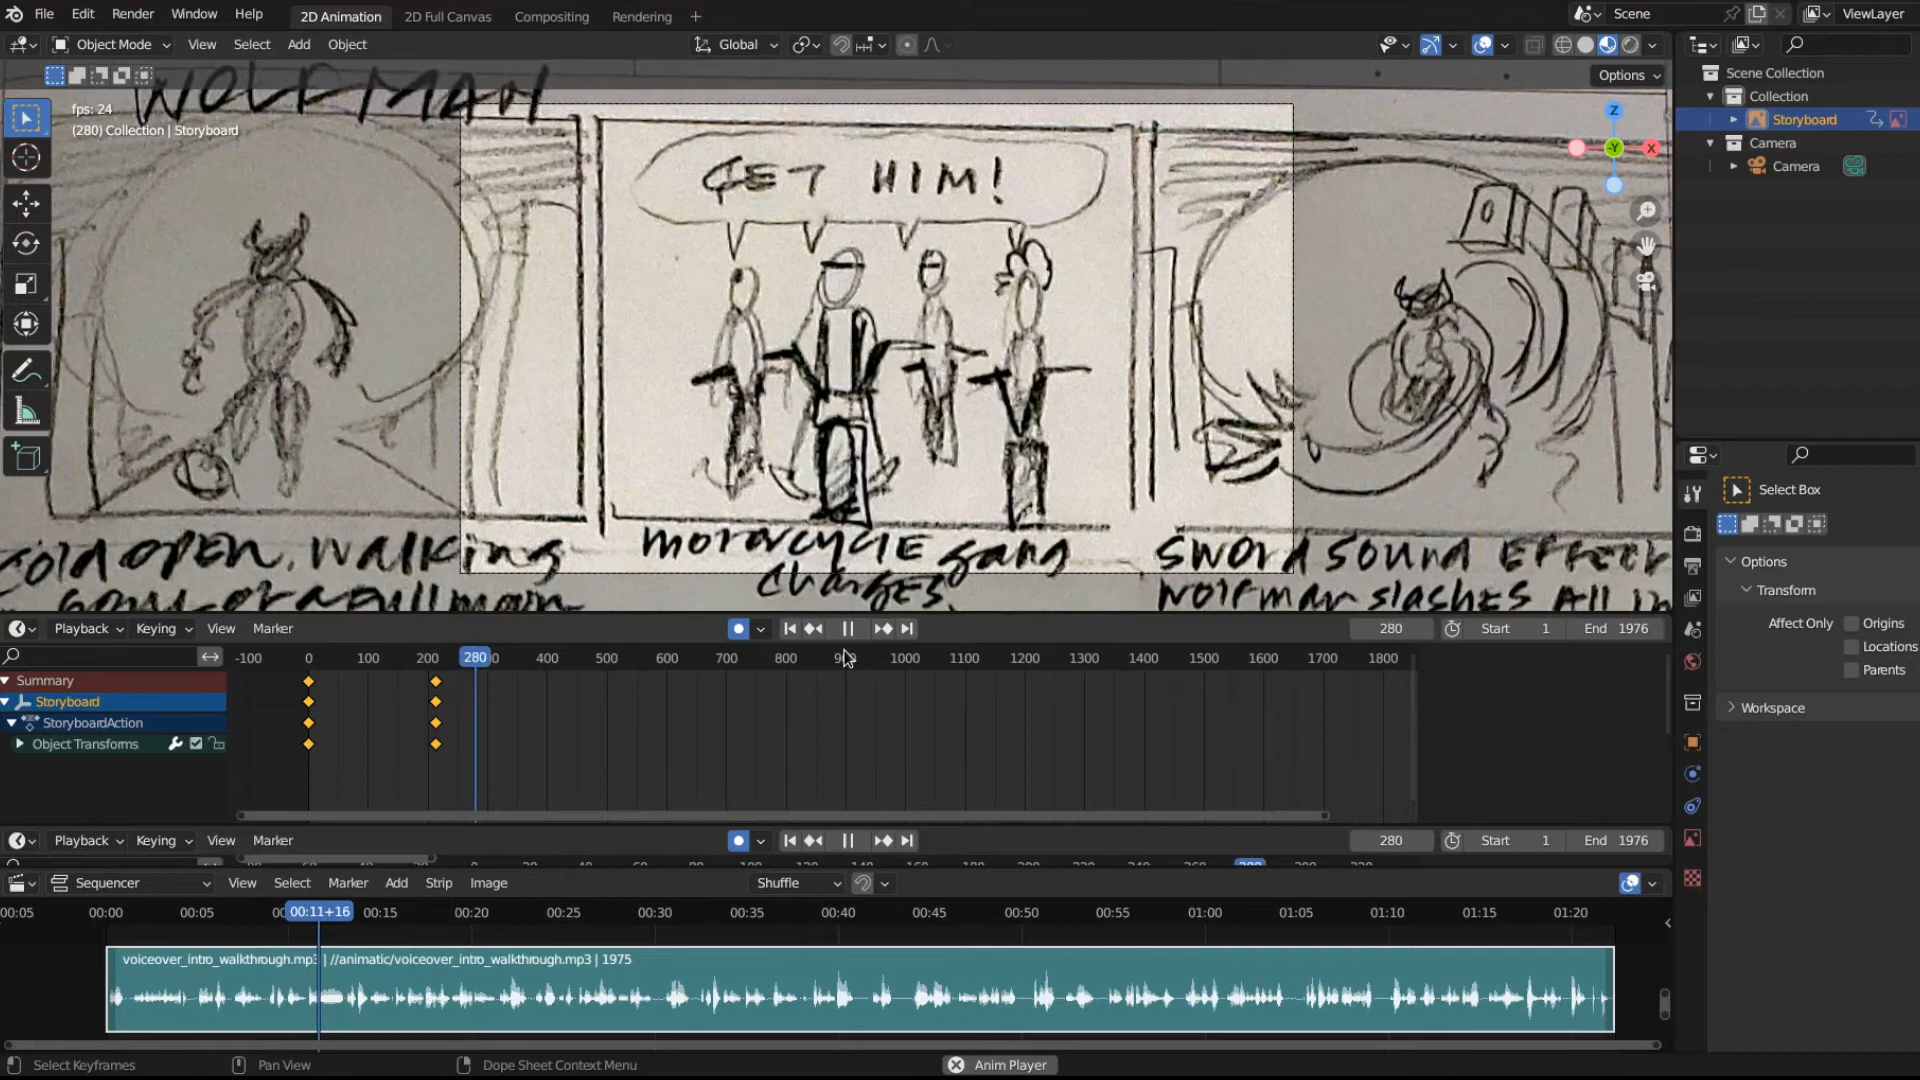 File Edit Render Window Help 2D Animation 2D Full Canvas Compositing Rendering + Scene ViewLayer
Object Mode View Select Add Object Global
Options
fps: 24
(280) Collection | Storyboard
WOLFMAN
GET HIM!
Z
-Y
X
cold open, walking
motorcycle gang
charges.
sword sound effect
wolfman slashes all in
Scene Collection
Collection
Storyboard
Camera
Camera
Select Box
Options
Transform
Affect Only Origins
Locations
Parents
Workspace
Playback Keying View Marker 280 Start 1 End 1976
-100 0 100 200 280 400 500 600 700 800 1000 1100 1200 1300 1400 1500 1600 1700 1800
Summary
Storyboard
StoryboardAction
Object Transforms
Playback Keying View Marker 280 Start 1 End 1976
Sequencer View Select Marker Add Strip Image Shuffle
00:05 00:00 00:05 00:11+16 00:15 00:20 00:25 00:30 00:35 00:40 00:45 00:50 00:55 01:00 01:05 01:10 01:15 01:20
voiceover_intro_walkthrough.mp3 | //animatic/voiceover_intro_walkthrough.mp3 | 1975
Select Keyframes Pan View Dope Sheet Context Menu Anim Player